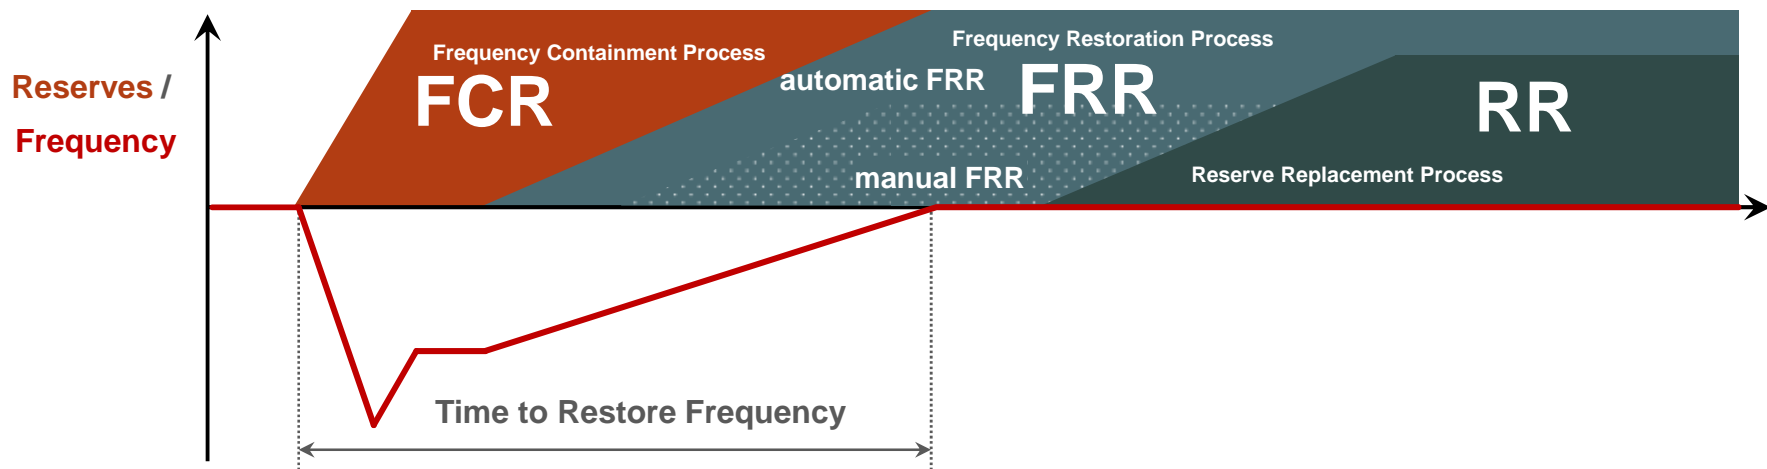 Reserves /
Frequency
Frequency Containment Process
FCR
Frequency Restoration Process
automatic FRR
FRR
manual FRR
RR
Reserve Replacement Process
Time to Restore Frequency